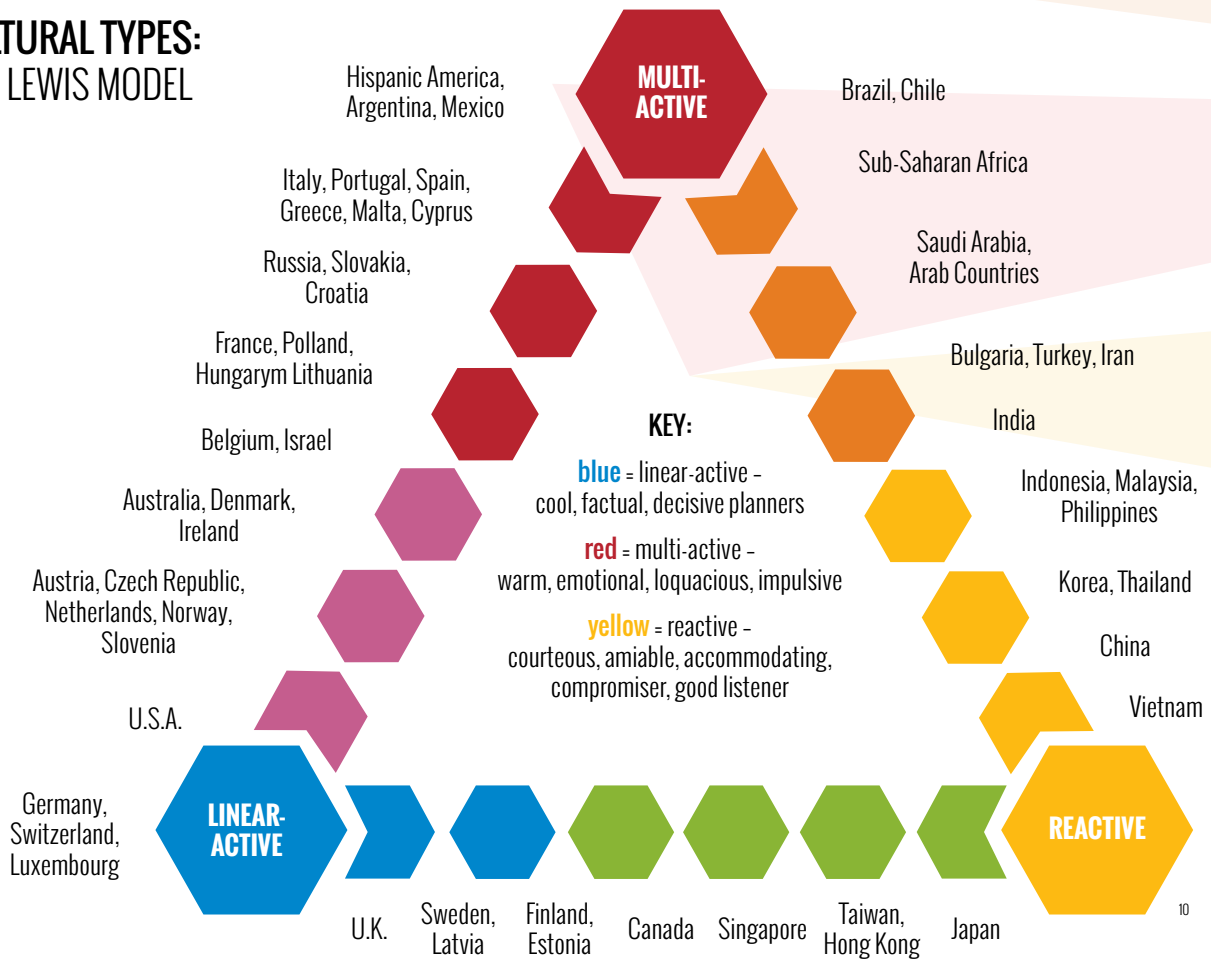 LTURAL TYPES:
LEWIS MODEL
MULTI-
ACTIVE
Hispanic America,
Argentina, Mexico
Brazil, Chile
Italy, Portugal, Spain,
Greece, Malta, Cyprus
Sub-Saharan Africa
Russia, Slovakia,
Croatia
Saudi Arabia,
Arab Countries
France, Polland,
Hungarym Lithuania
Bulgaria, Turkey, Iran
Belgium, Israel
India
KEY:
blue = linear-active –
cool, factual, decisive planners
red = multi-active –
warm, emotional, loquacious, impulsive
yellow = reactive –
courteous, amiable, accommodating,
compromiser, good listener
Australia, Denmark,
Ireland
Indonesia, Malaysia,
Philippines
Austria, Czech Republic,
Netherlands, Norway,
Slovenia
Korea, Thailand
China
U.S.A.
Vietnam
Germany,
Switzerland,
Luxembourg
LINEAR-
ACTIVE
REACTIVE
U.K.
Sweden,
Latvia
Finland,
Estonia
Canada
Singapore
Taiwan,
Hong Kong
Japan
10